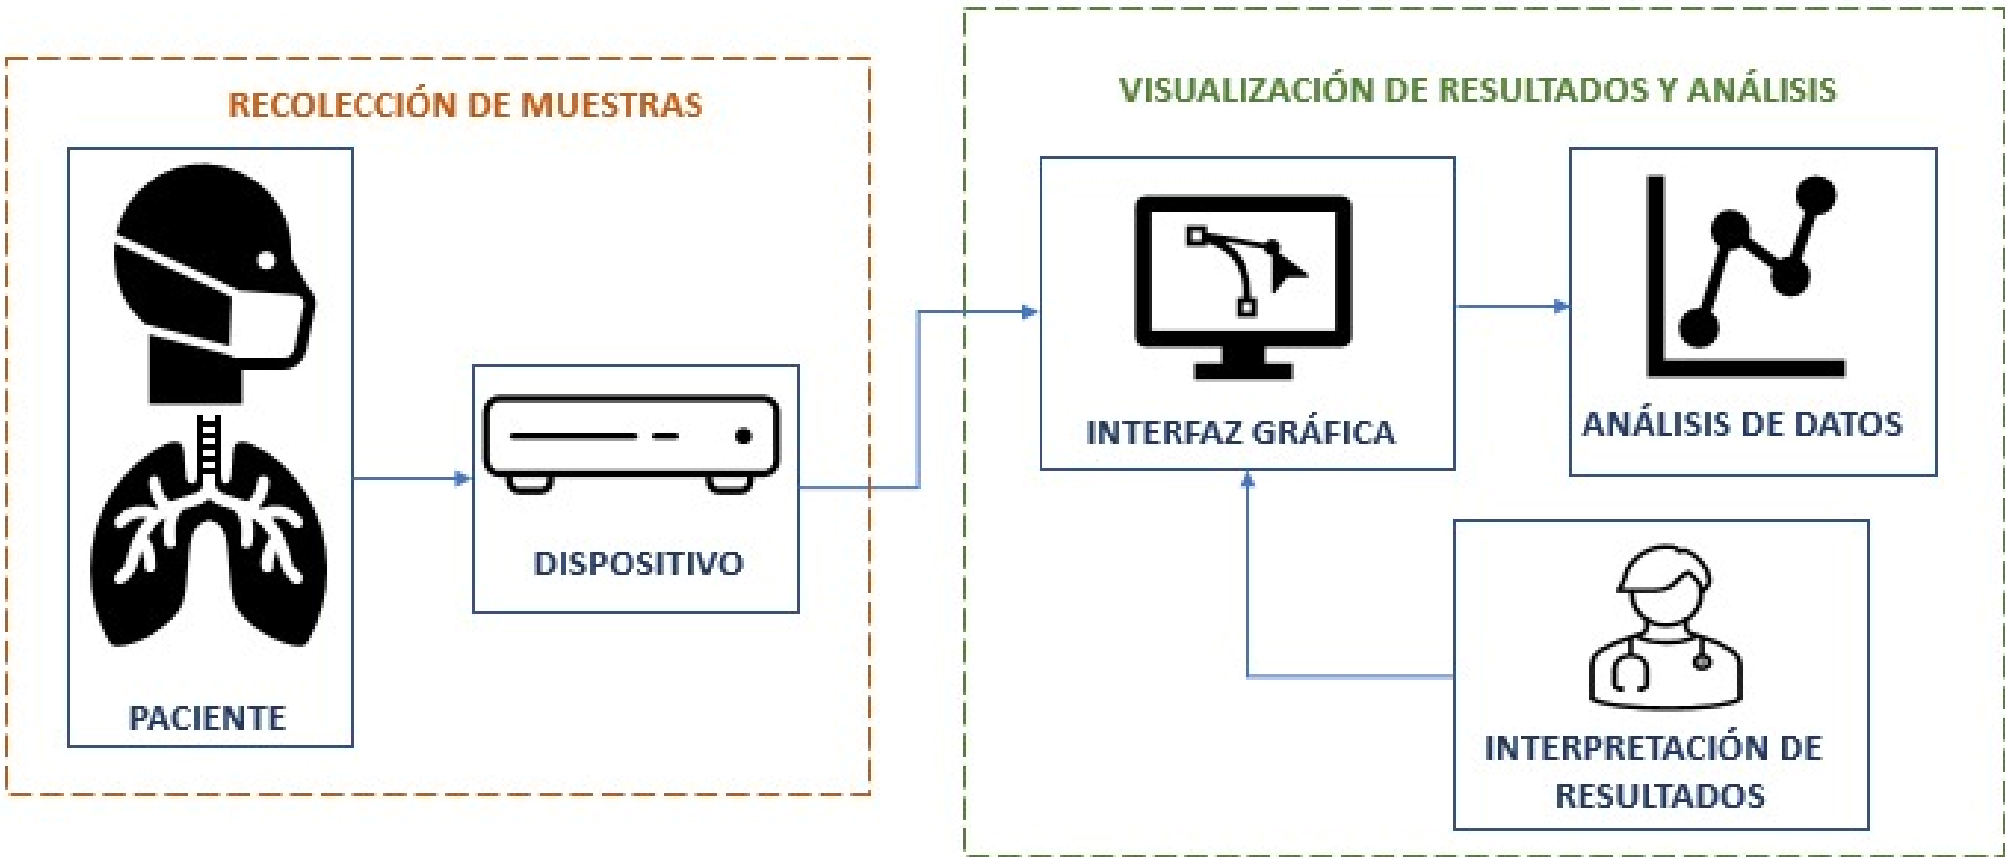 RECOLECCIÓN DE MUESTRAS
PACIENTE
DISPOSITIVO
VISUALIZACIÓN DE RESULTADOS Y ANÁLISIS
INTERFAZ GRÁFICA
ANÁLISIS DE DATOS
INTERPRETACIÓN DE
RESULTADOS